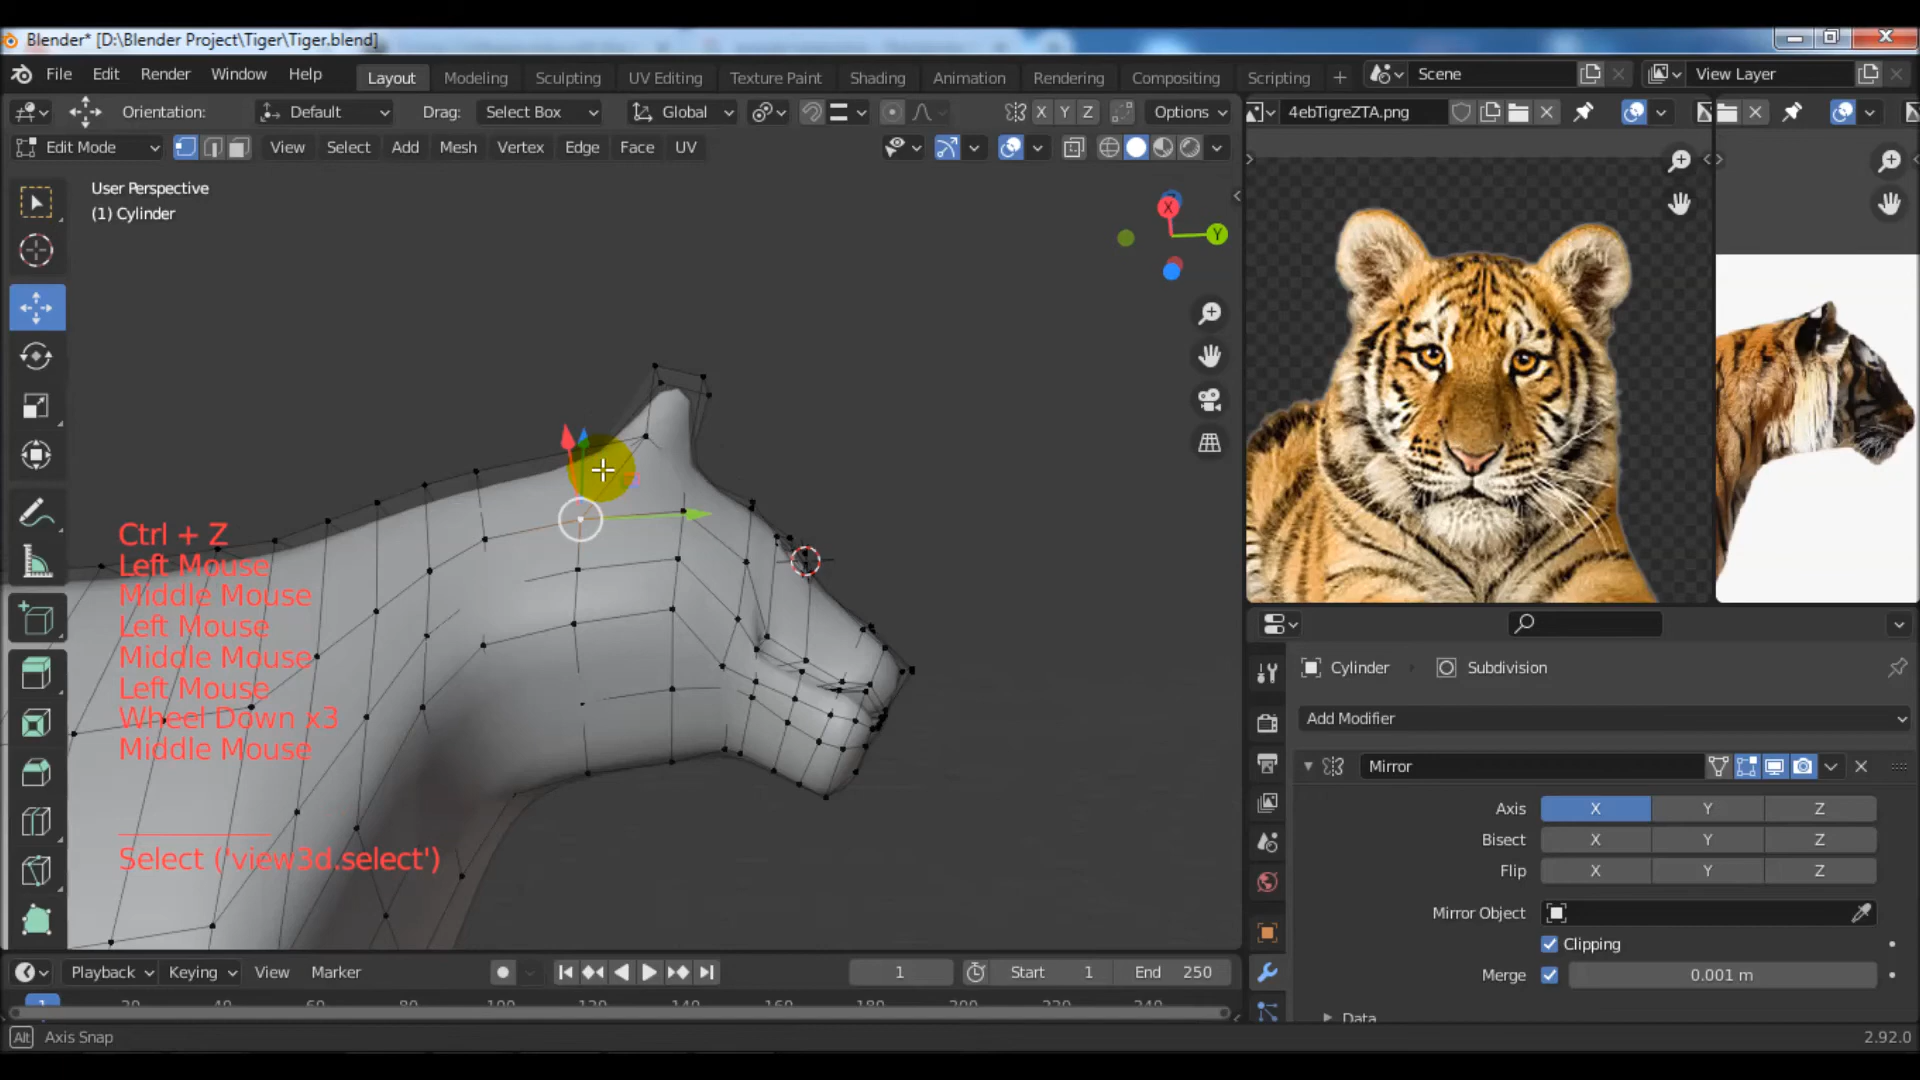 Blender* [D:\Blender Project\Tiger\Tiger.blend]
File Edit Render Window Help Layout Modeling Sculpting UV Editing Texture Paint Shading Animation Rendering Compositing Scripting + Scene View Layer
Orientation: Default Drag: Select Box Global X Y Z Options 4ebTigreZTA.png
Edit Mode View Select Add Mesh Vertex Edge Face UV
User Perspective
(1) Cylinder
X
Y
Ctrl + Z
Left Mouse
Middle Mouse
Left Mouse
Middle Mouse
Left Mouse
Wheel Down x3
Middle Mouse
Select ('view3d.select')
Cylinder Subdivision
Add Modifier
Mirror
Axis X Y Z
Bisect X Y Z
Flip X Y Z
Mirror Object
Clipping
Merge 0.001 m
Data
Playback Keying View Marker 1 Start 1 End 250
1
Alt Axis Snap 2.92.0